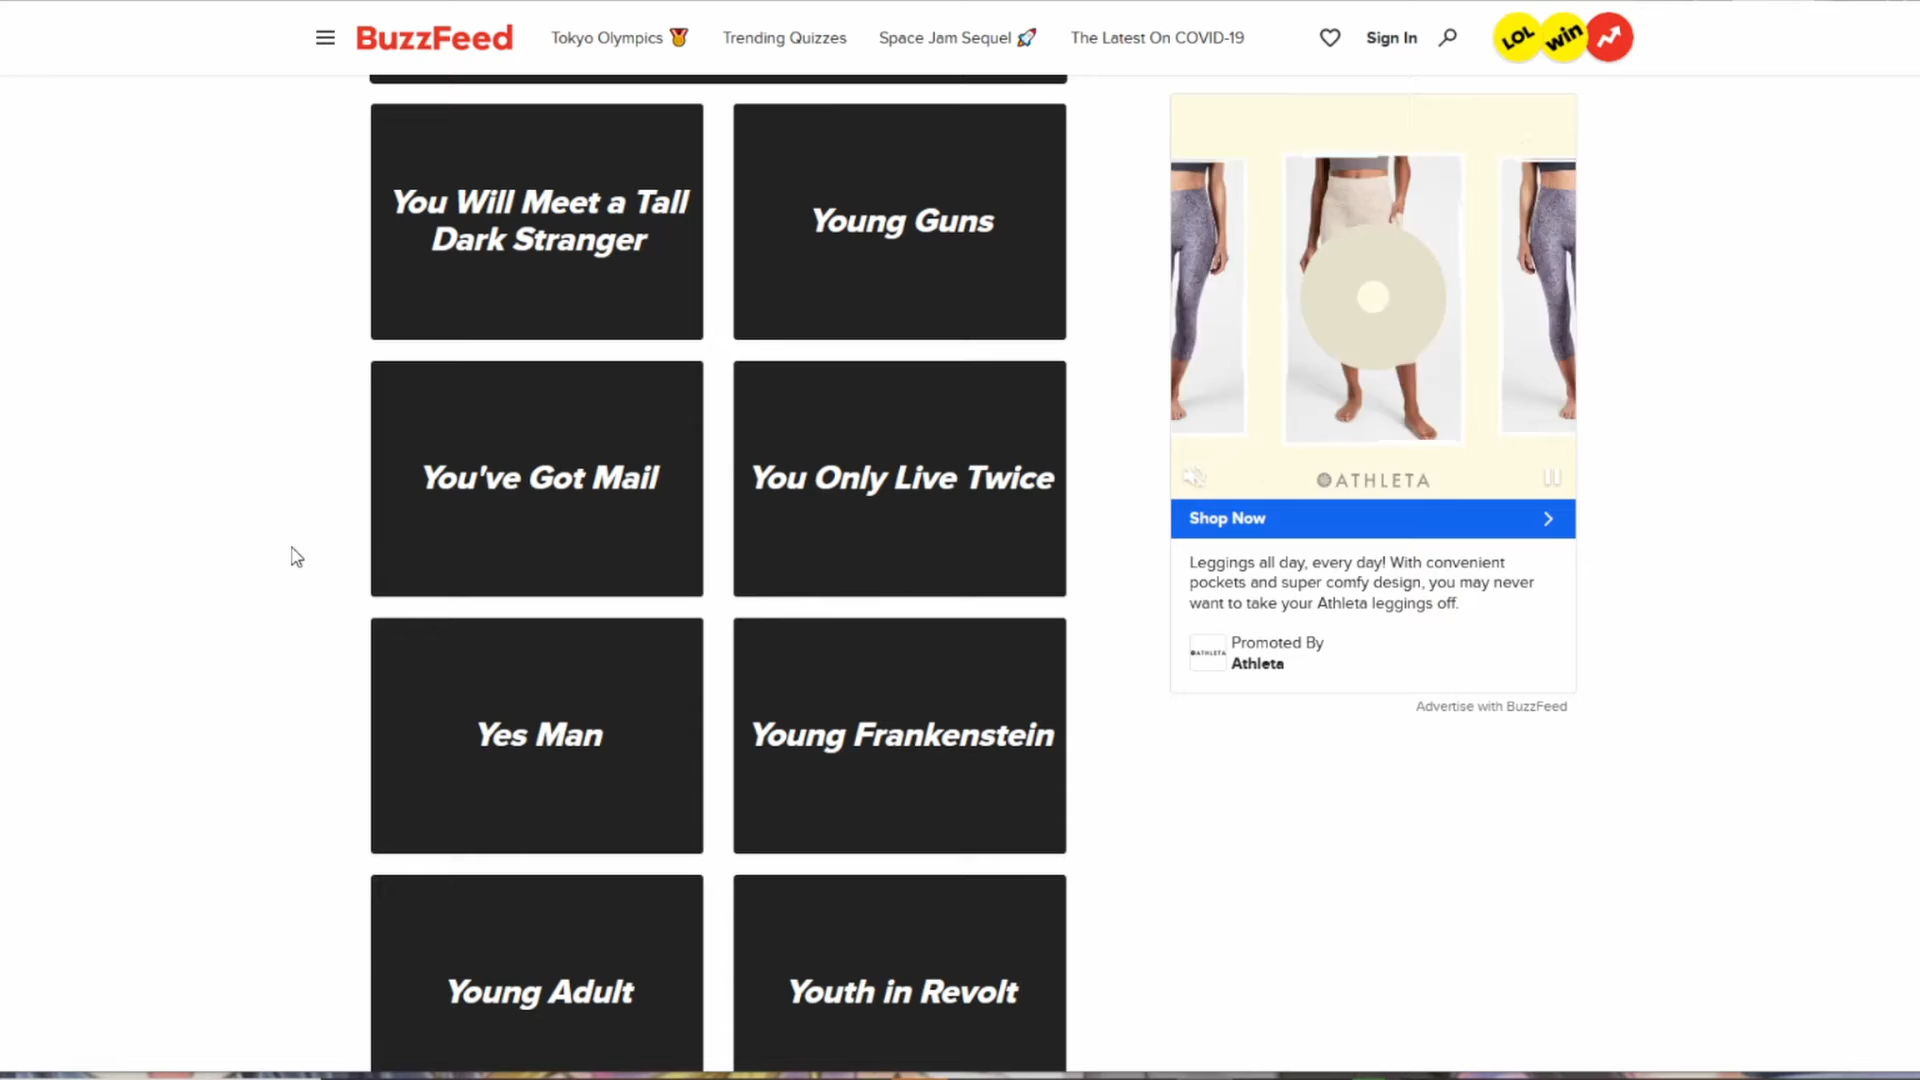 BuzzFeed
Tokyo Olympics
Trending Quizzes
Space Jam Sequel
The Latest On COVID-19
Sign In
LOL
win
You Will Meet a Tall
Dark Stranger
Young Guns
You've Got Mail
You Only Live Twice
Yes Man
Young Frankenstein
Young Adult
Youth in Revolt
ATHLETA
Shop Now
Leggings all day, every day! With convenient
pockets and super comfy design, you may never
want to take your Athleta leggings off.
ATHLETA
Promoted By
Athleta
Advertise with BuzzFeed